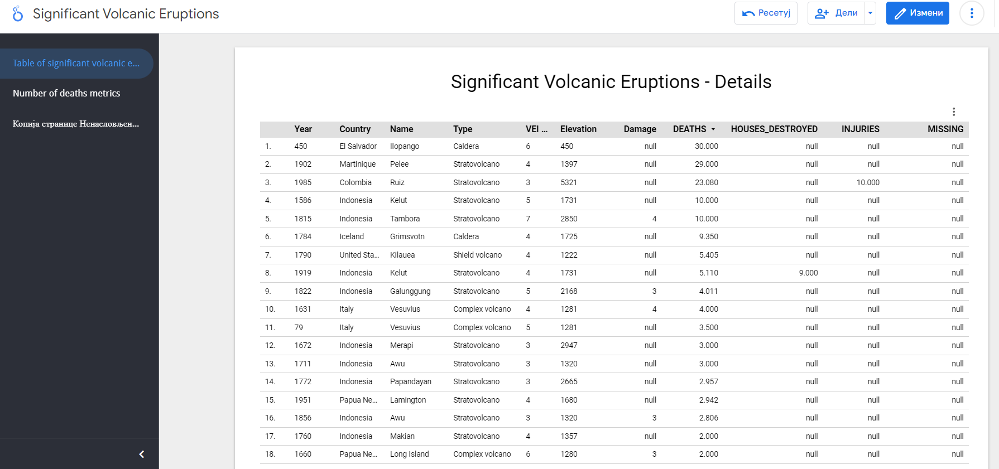 Significant Volcanic Eruptions
Ресетуј Дели Измени
Table of significant volcanic e...
Number of deaths metrics
Копија странице Ненасловљен...
Significant Volcanic Eruptions - Details
Year Country Name Type VEI ... Elevation Damage DEATHS HOUSES_DESTROYED INJURIES MISSING
1. 450 El Salvador Ilopango Caldera 6 450 null 30.000 null null null
2. 1902 Martinique Pelee Stratovolcano 4 1397 null 29.000 null null null
3. 1985 Colombia Ruiz Stratovolcano 3 5321 null 23.080 null 10.000 null
4. 1586 Indonesia Kelut Stratovolcano 5 1731 null 10.000 null null null
5. 1815 Indonesia Tambora Stratovolcano 7 2850 4 10.000 null null null
6. 1784 Iceland Grimsvotn Caldera 4 1725 null 9.350 null null null
7. 1790 United Sta... Kilauea Shield volcano 4 1222 null 5.405 null null null
8. 1919 Indonesia Kelut Stratovolcano 4 1731 null 5.110 9.000 null null
9. 1822 Indonesia Galunggung Stratovolcano 5 2168 3 4.011 null null null
10. 1631 Italy Vesuvius Complex volcano 4 1281 4 4.000 null null null
11. 79 Italy Vesuvius Complex volcano 5 1281 null 3.500 null null null
12. 1672 Indonesia Merapi Stratovolcano 3 2947 null 3.000 null null null
13. 1711 Indonesia Awu Stratovolcano 3 1320 null 3.000 null null null
14. 1772 Indonesia Papandayan Stratovolcano 3 2665 null 2.957 null null null
15. 1951 Papua Ne... Lamington Stratovolcano 4 1680 null 2.942 null null null
16. 1856 Indonesia Awu Stratovolcano 3 1320 3 2.806 null null null
17. 1760 Indonesia Makian Stratovolcano 4 1357 null 2.000 null null null
18. 1660 Papua Ne... Long Island Complex volcano 6 1280 3 2.000 null null null